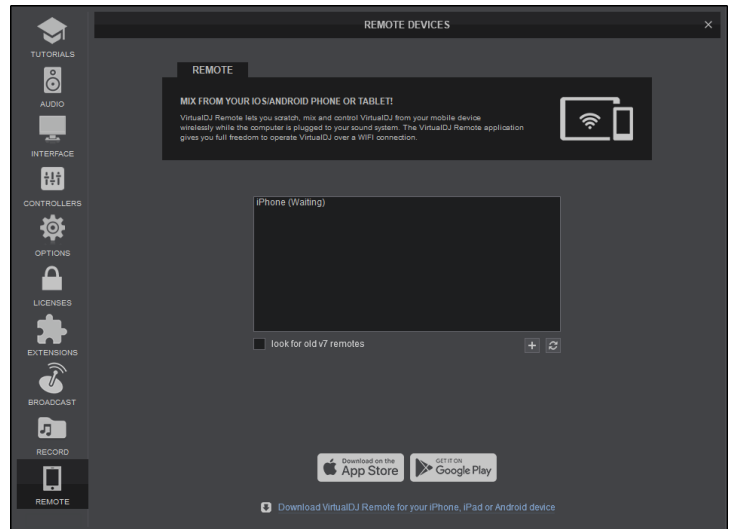 REMOTE DEVICES
TUTORIALS
AUDIO
INTERFACE
CONTROLLERS
OPTIONS
LICENSES
EXTENSIONS
BROADCAST
RECORD
REMOTE
REMOTE
MIX FROM YOUR IOS/ANDROID PHONE OR TABLET!
VirtualDJ Remote lets you scratch, mix and control VirtualDJ from your mobile device
wirelessly while the computer is plugged to your sound system. The VirtualDJ Remote application
gives you full freedom to operate VirtualDJ over a WIFI connection.
iPhone (Waiting)
look for old v7 remotes
Download on the
App Store
GET IT ON
Google Play
Download VirtualDJ Remote for your iPhone, iPad or Android device